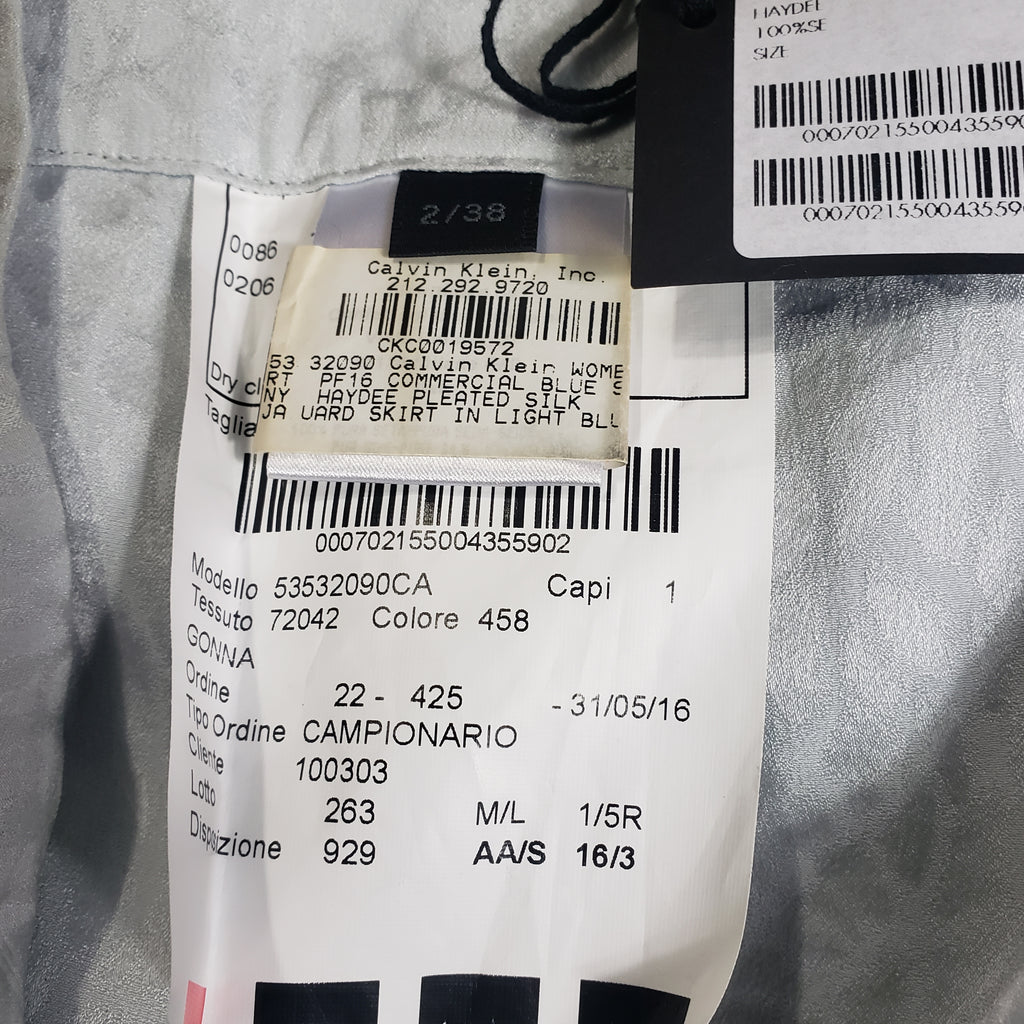 HAYDEE
100%SE
SIZE
000702155004355590
000702155004355590
2/38
0086
0206
Dry cl
Taglia
Calvin Klein, Inc.
212.292.9720
CKC0019572
53 32090 Calvin Klein WOME
RT PF16 COMMERCIAL BLUE S
NY HAYDEE PLEATED SILK
JA UARD SKIRT IN LIGHT BLU
000702155004355902
Modello 53532090CA Capi 1
Tessuto 72042 Colore 458
GONNA
Ordine 22 - 425 - 31/05/16
Tipo Ordine CAMPIONARIO
Cliente 100303
Lotto 263 M/L 1/5R
Disposizione 929 AA/S 16/3